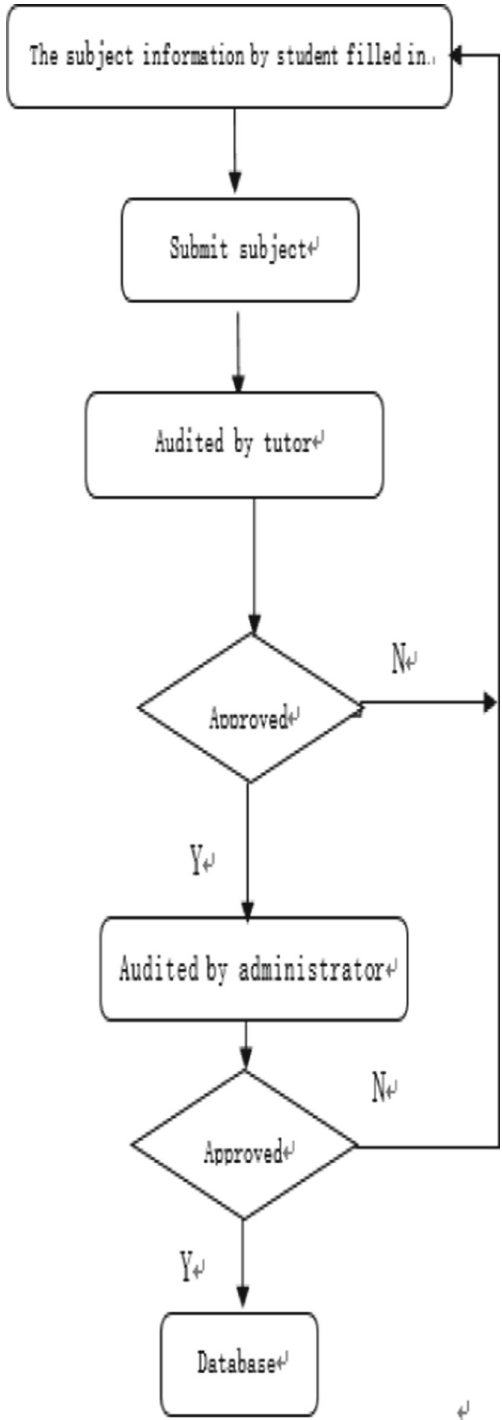 The subject information by student filled in.
Submit subject
Audited by tutor
N
Approved
Y
Audited by administrator
N
Approved
Y
Database